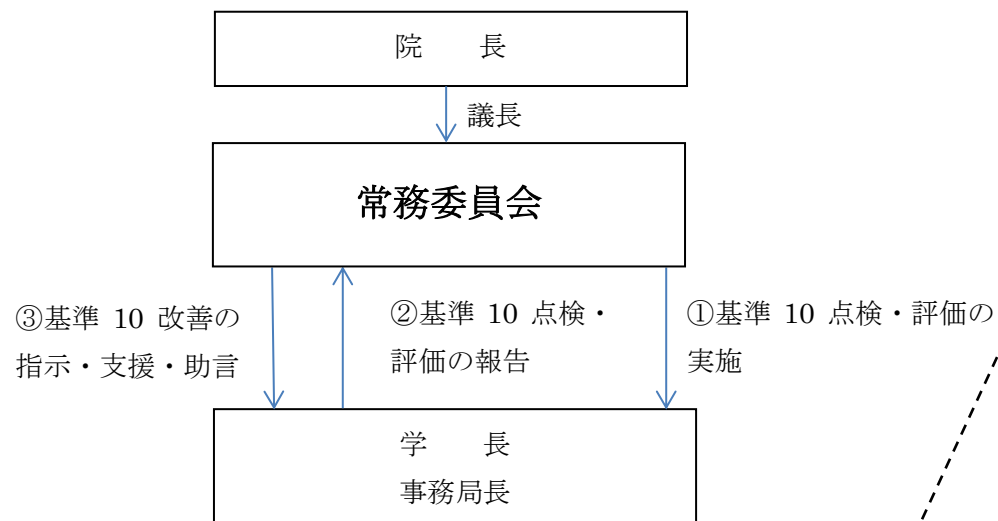 院　　長
議長
常務委員会
③基準 10 改善の
指示・支援・助言
②基準 10 点検・
評価の報告
①基準 10 点検・評価の
実施
学　　長
事務局長